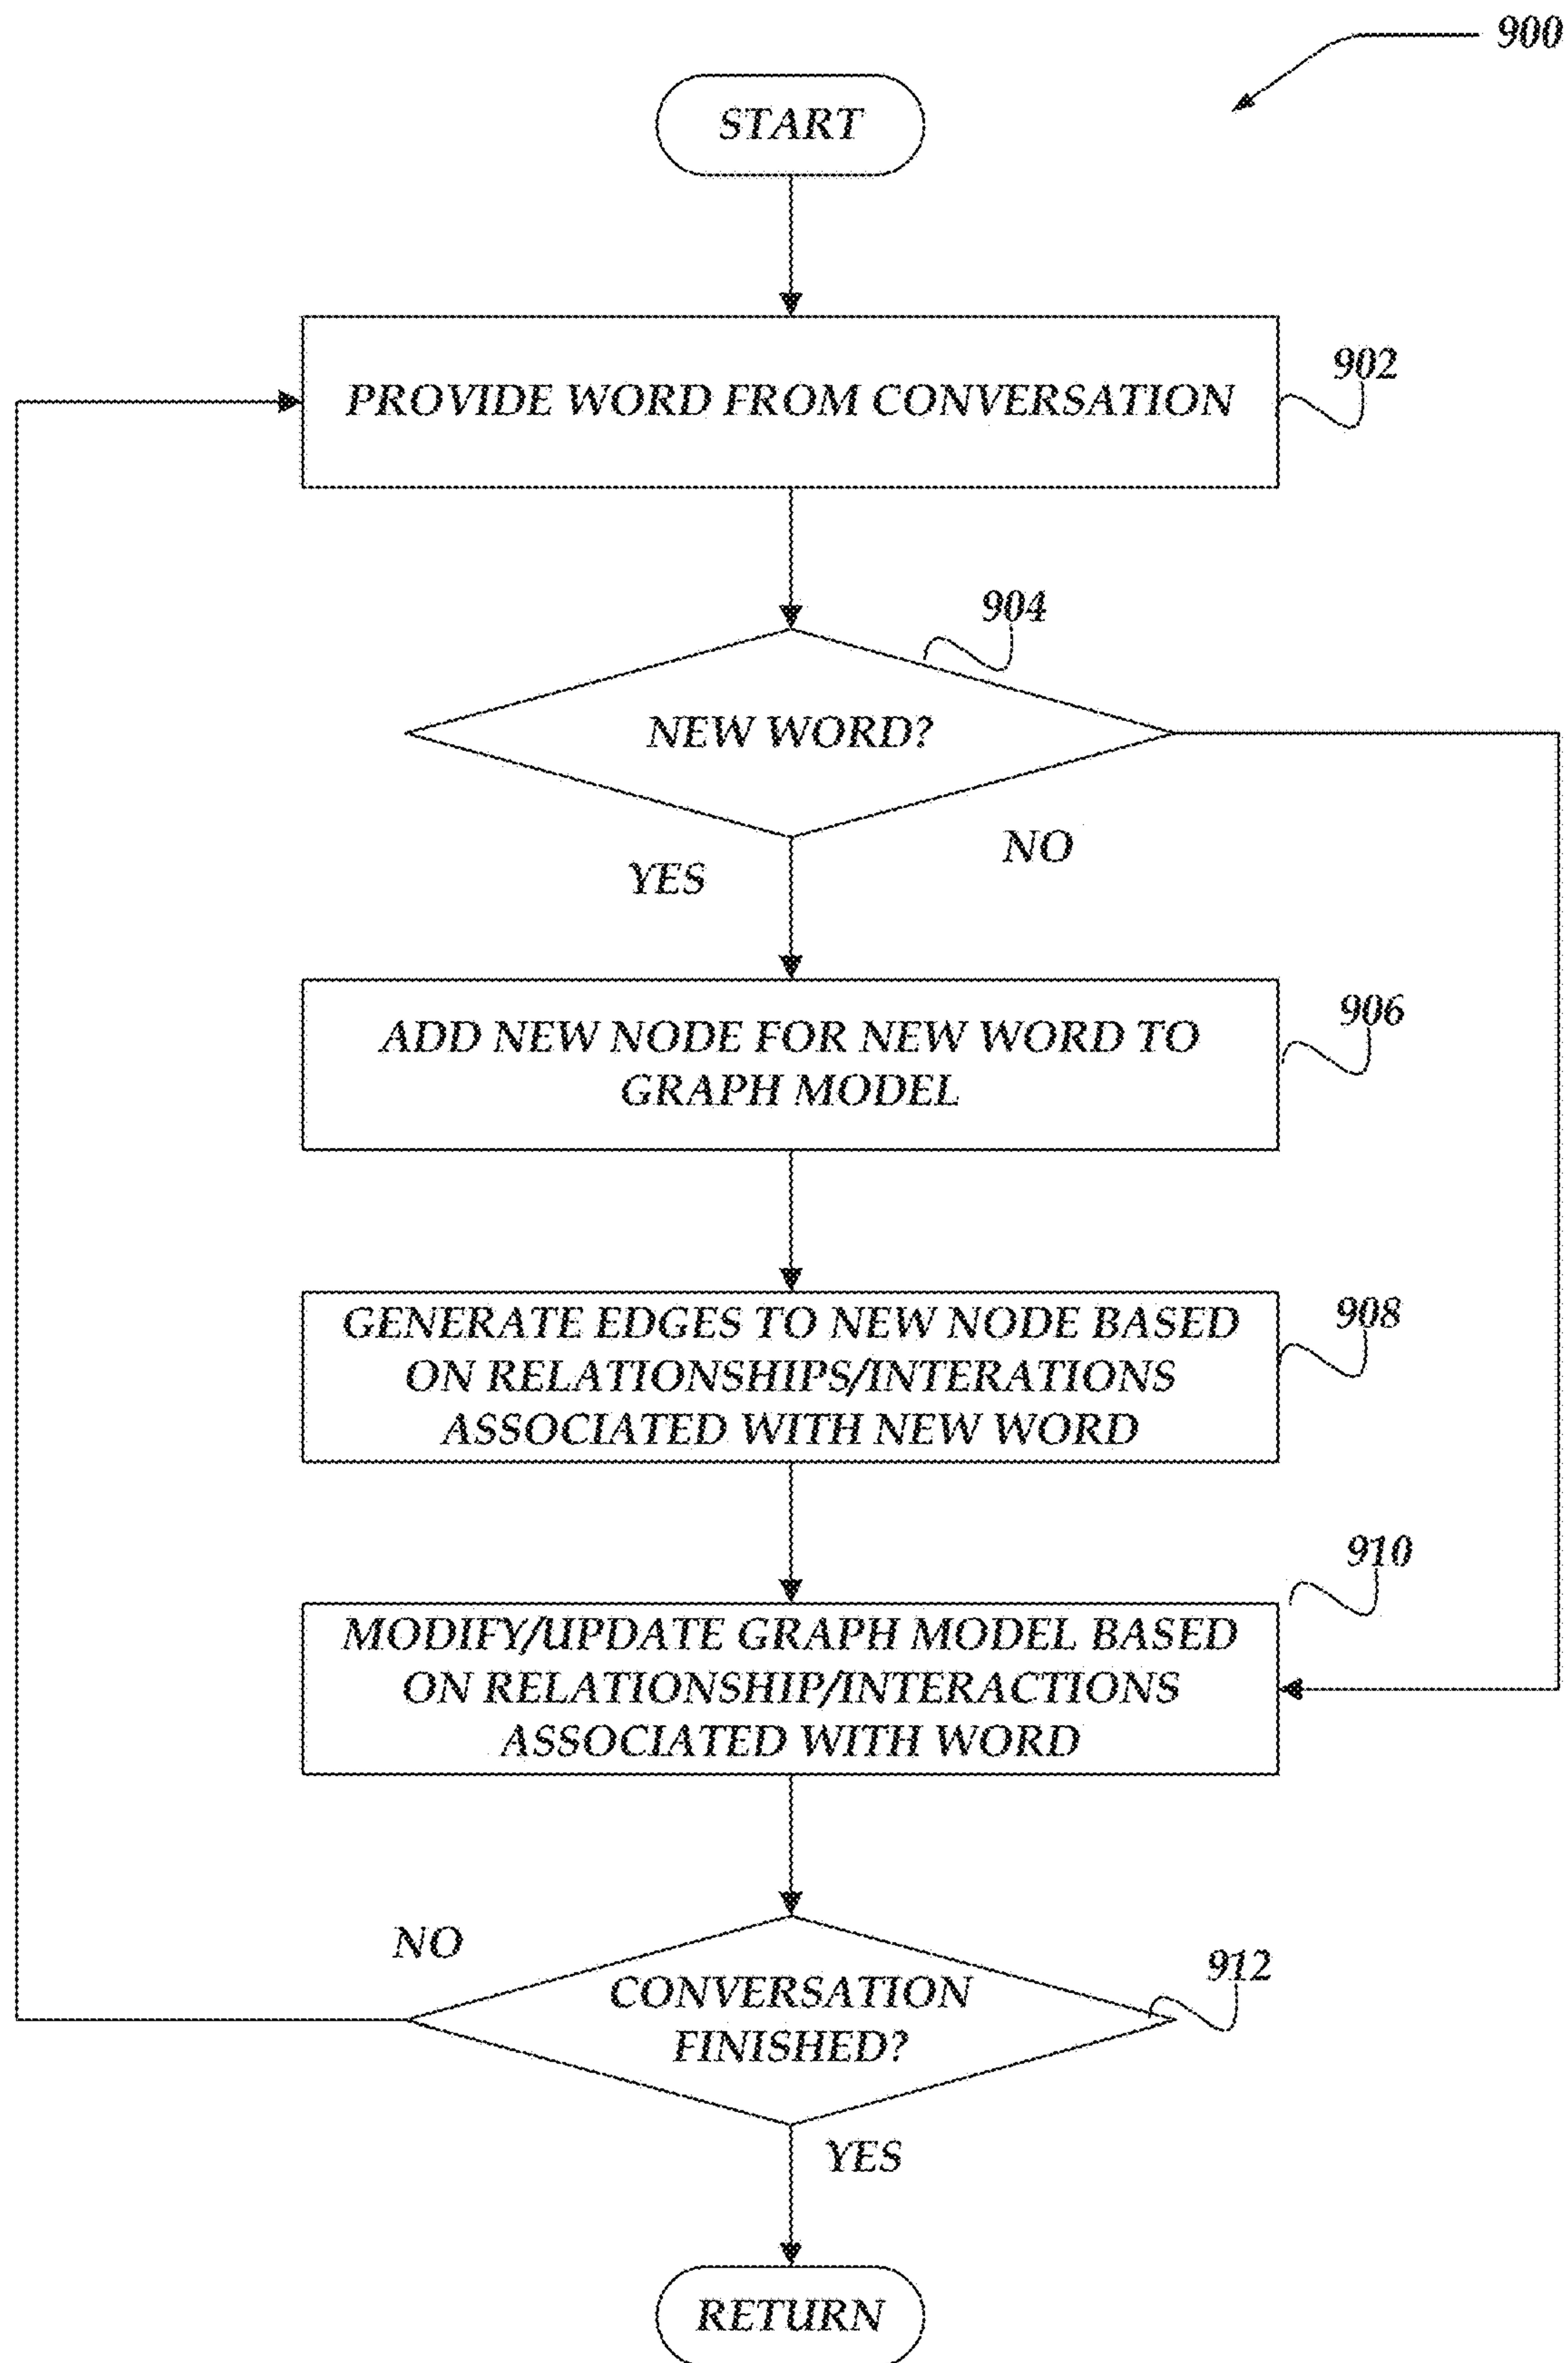 900
START
PROVIDE WORD FROM CONVERSATION
902
904
NEW WORD?
NO
YES
ADD NEW NODE FOR NEW WORD TO
GRAPH MODEL
906
GENERATE EDGES TO NEW NODE BASED
ON RELATIONSHIPS/INTERATIONS
ASSOCIATED WITH NEW WORD
908
910
MODIFY/UPDATE GRAPH MODEL BASED
ON RELATIONSHIP/INTERACTIONS
ASSOCIATED WITH WORD
NO
912
CONVERSATION
FINISHED?
YES
RETURN